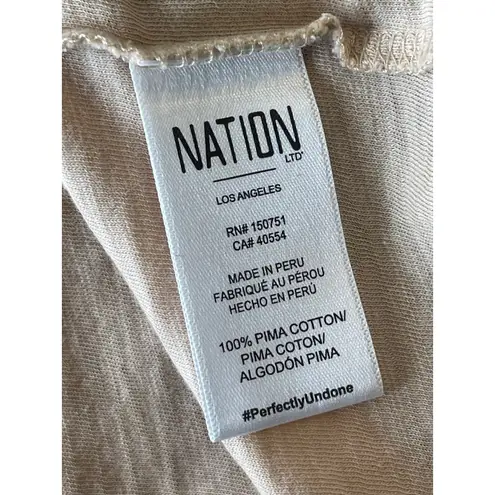 NATION
LTD
LOS ANGELES
RN# 150751
CA# 40554
MADE IN PERU
FABRIQUÉ AU PÉROU
HECHO EN PERÚ
100% PIMA COTTON/
PIMA COTON/
ALGODÓN PIMA
#PerfectlyUndone